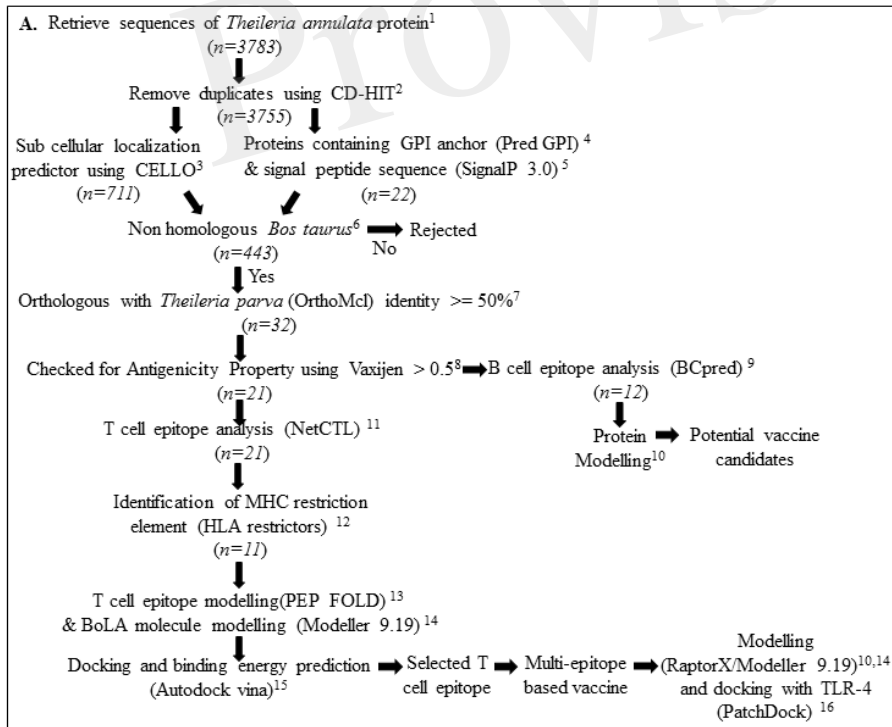 Provis
A. Retrieve sequences of Theileria annulata protein1
(n=3783)
Remove duplicates using CD-HIT2
(n=3755)
Sub cellular localization
predictor using CELLO3
(n=711)
Proteins containing GPI anchor (Pred GPI) 4
& signal peptide sequence (SignalP 3.0) 5
(n=22)
Non homologous Bos taurus6
(n=443)
No
Rejected
Yes
Orthologous with Theileria parva (OrthoMcl) identity >= 50%7
(n=32)
Checked for Antigenicity Property using Vaxijen > 0.58
(n=21)
B cell epitope analysis (BCpred) 9
(n=12)
Protein
Modelling10
Potential vaccine
candidates
T cell epitope analysis (NetCTL) 11
(n=21)
Identification of MHC restriction
element (HLA restrictors) 12
(n=11)
T cell epitope modelling(PEP FOLD) 13
& BoLA molecule modelling (Modeller 9.19) 14
Docking and binding energy prediction
(Autodock vina)15
Selected T
cell epitope
Multi-epitope
based vaccine
Modelling
(RaptorX/Modeller 9.19)10,14
and docking with TLR-4
(PatchDock) 16